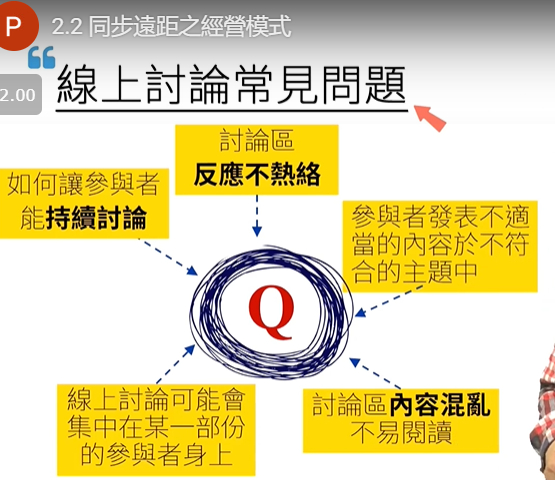 P
2.2 同步遠距之經營模式
2.00
線上討論常見問題
討論區
反應不熱絡
如何讓參與者
能持續討論
參與者發表不適
當的內容於不符
合的主題中
Q
線上討論可能會
集中在某一部份
的參與者身上
討論區內容混亂
不易閱讀